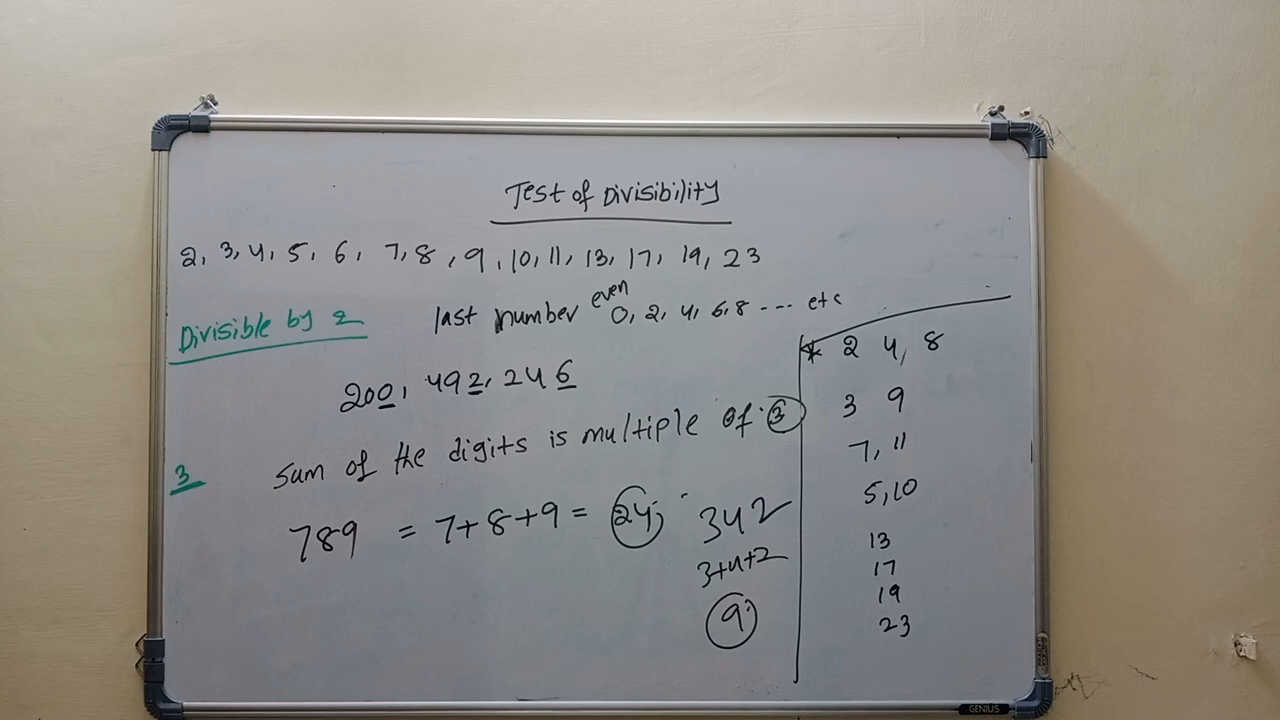 Test of Divisibility
2, 3, 4, 5, 6, 7, 8, 9, 10, 11, 13, 17, 19, 23
Divisible by 2
last number even 0, 2, 4, 6, 8 --- etc
200, 492, 246
3
Sum of the digits is multiple of 3
789 = 7+8+9 = 24
342
3+4+2
9
* 2 4, 8
3 9
7, 11
5, 10
13
17
19
23
GENIUS